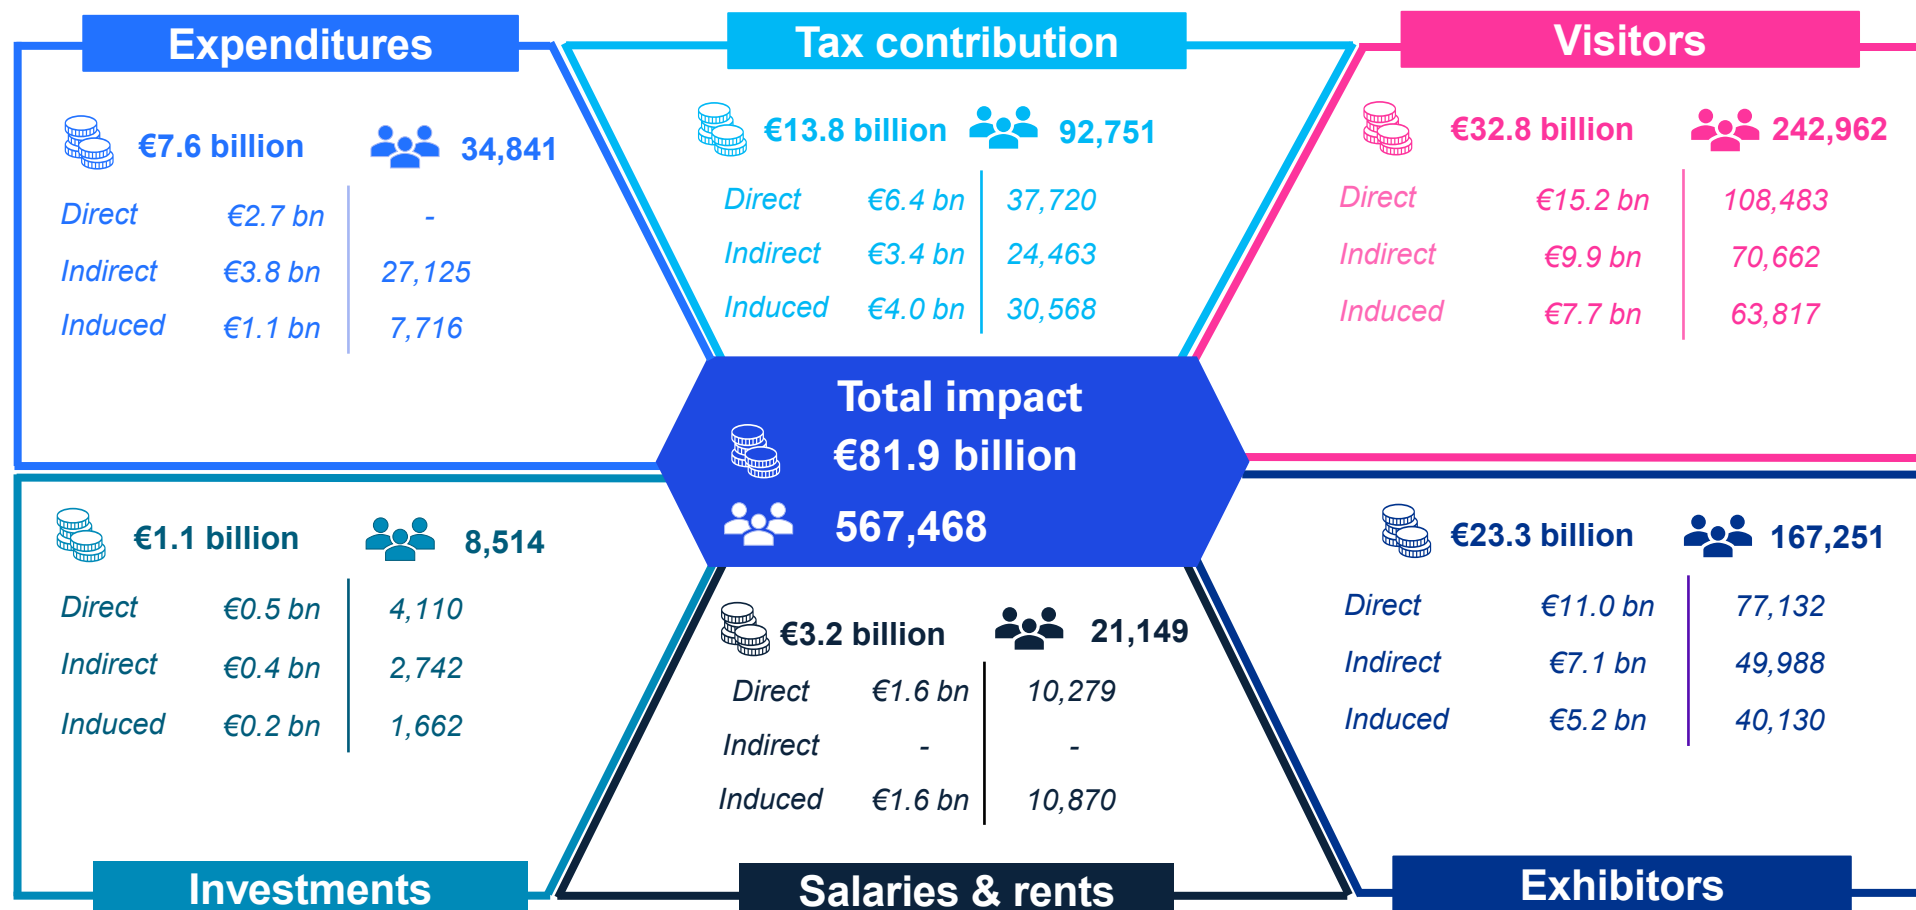 Expenditures
€7.6 billion 34,841
Direct €2.7 bn -
Indirect €3.8 bn 27,125
Induced €1.1 bn 7,716
Tax contribution
€13.8 billion 92,751
Direct €6.4 bn 37,720
Indirect €3.4 bn 24,463
Induced €4.0 bn 30,568
Visitors
€32.8 billion 242,962
Direct €15.2 bn 108,483
Indirect €9.9 bn 70,662
Induced €7.7 bn 63,817
Total impact
€81.9 billion
567,468
€1.1 billion 8,514
Direct €0.5 bn 4,110
Indirect €0.4 bn 2,742
Induced €0.2 bn 1,662
Investments
€3.2 billion 21,149
Direct €1.6 bn 10,279
Indirect - -
Induced €1.6 bn 10,870
Salaries & rents
€23.3 billion 167,251
Direct €11.0 bn 77,132
Indirect €7.1 bn 49,988
Induced €5.2 bn 40,130
Exhibitors